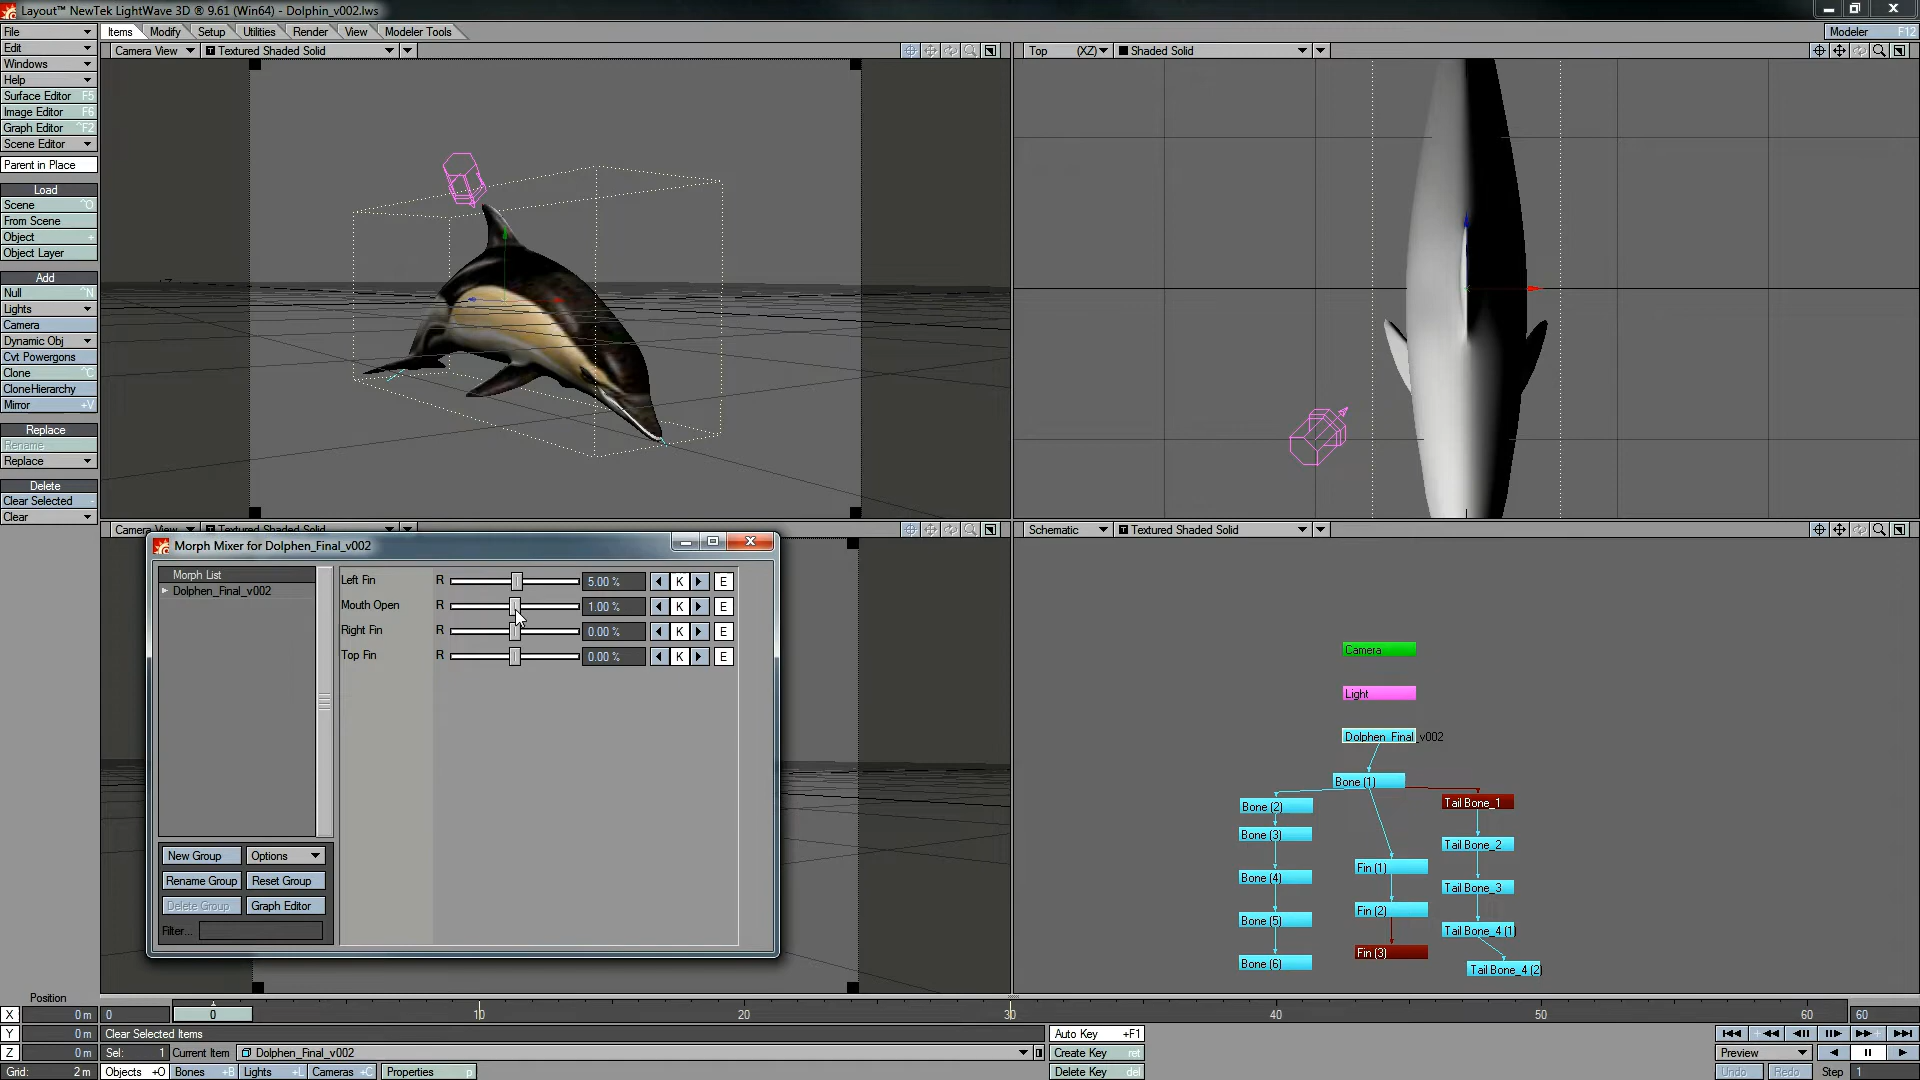 Layout™ NewTek LightWave 3D ® 9.61 (Win64) - Dolphin_v002.lws
File
Items Modify Setup Utilities Render View Modeler Tools
Modeler F12
Edit
Camera View T Textured Shaded Solid
Top (XZ) Shaded Solid
Windows
Help
Surface Editor F5
Image Editor F6
Graph Editor ^F2
Scene Editor
Parent in Place
Load
Scene ^O
From Scene
Object +
Object Layer
Add
Null ^N
Lights
Camera
Dynamic Obj
Cvt Powergons
Clone ^C
CloneHierarchy
Mirror +V
Replace
Rename
Replace
Delete
Clear Selected -
Clear
Camera View T Textured Shaded Solid
Schematic T Textured Shaded Solid
Morph Mixer for Dolphen_Final_v002
Morph List
Dolphen_Final_v002
Left Fin R 5.00 % K E
Mouth Open R 1.00 % K E
Right Fin R 0.00 % K E
Top Fin R 0.00 % K E
New Group Options
Rename Group Reset Group
Delete Group Graph Editor
Filter...
Camera
Light
Dolphen_Final_v002
Bone (1)
Bone (2)
Tail Bone_1
Bone (3)
Tail Bone_2
Fin (1)
Bone (4)
Tail Bone_3
Fin (2)
Bone (5)
Tail Bone_4 (1)
Fin (3)
Bone (6)
Tail Bone_4 (2)
Position
X 0 m 0 0 10 20 30 40 50 60 60
Y 0 m Clear Selected Items Auto Key +F1
Z 0 m Sel: 1 Current Item Dolphen_Final_v002 Create Key ret Preview
Grid: 2 m Objects +O Bones +B Lights +L Cameras +C Properties p Delete Key del Undo Redo Step 1